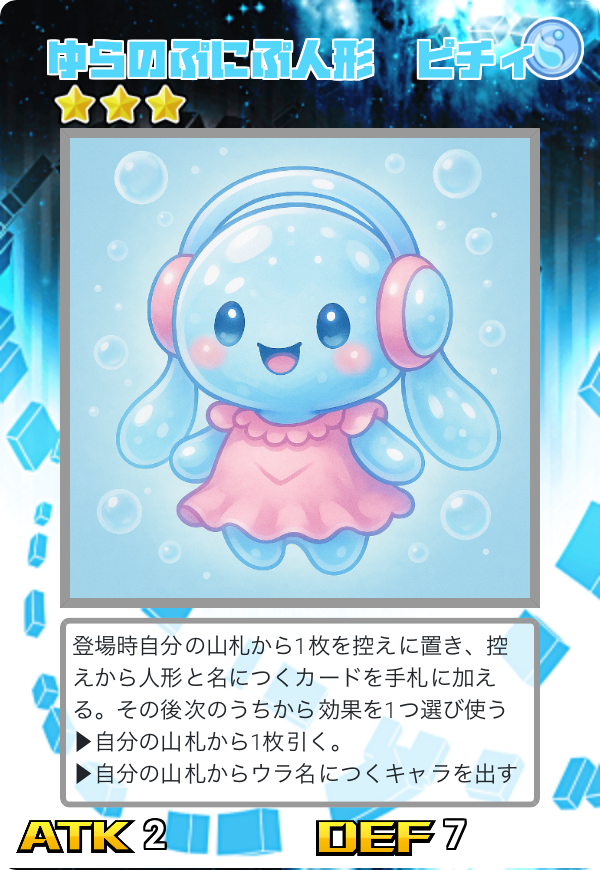 ゆらのぷにぷ人形　ピチィ
登場時自分の山札から1枚を控えに置き、控
えから人形と名につくカードを手札に加え
る。その後次のうちから効果を1つ選び使う
▶自分の山札から1枚引く。
▶自分の山札からウラ名につくキャラを出す
ATK 2 DEF 7